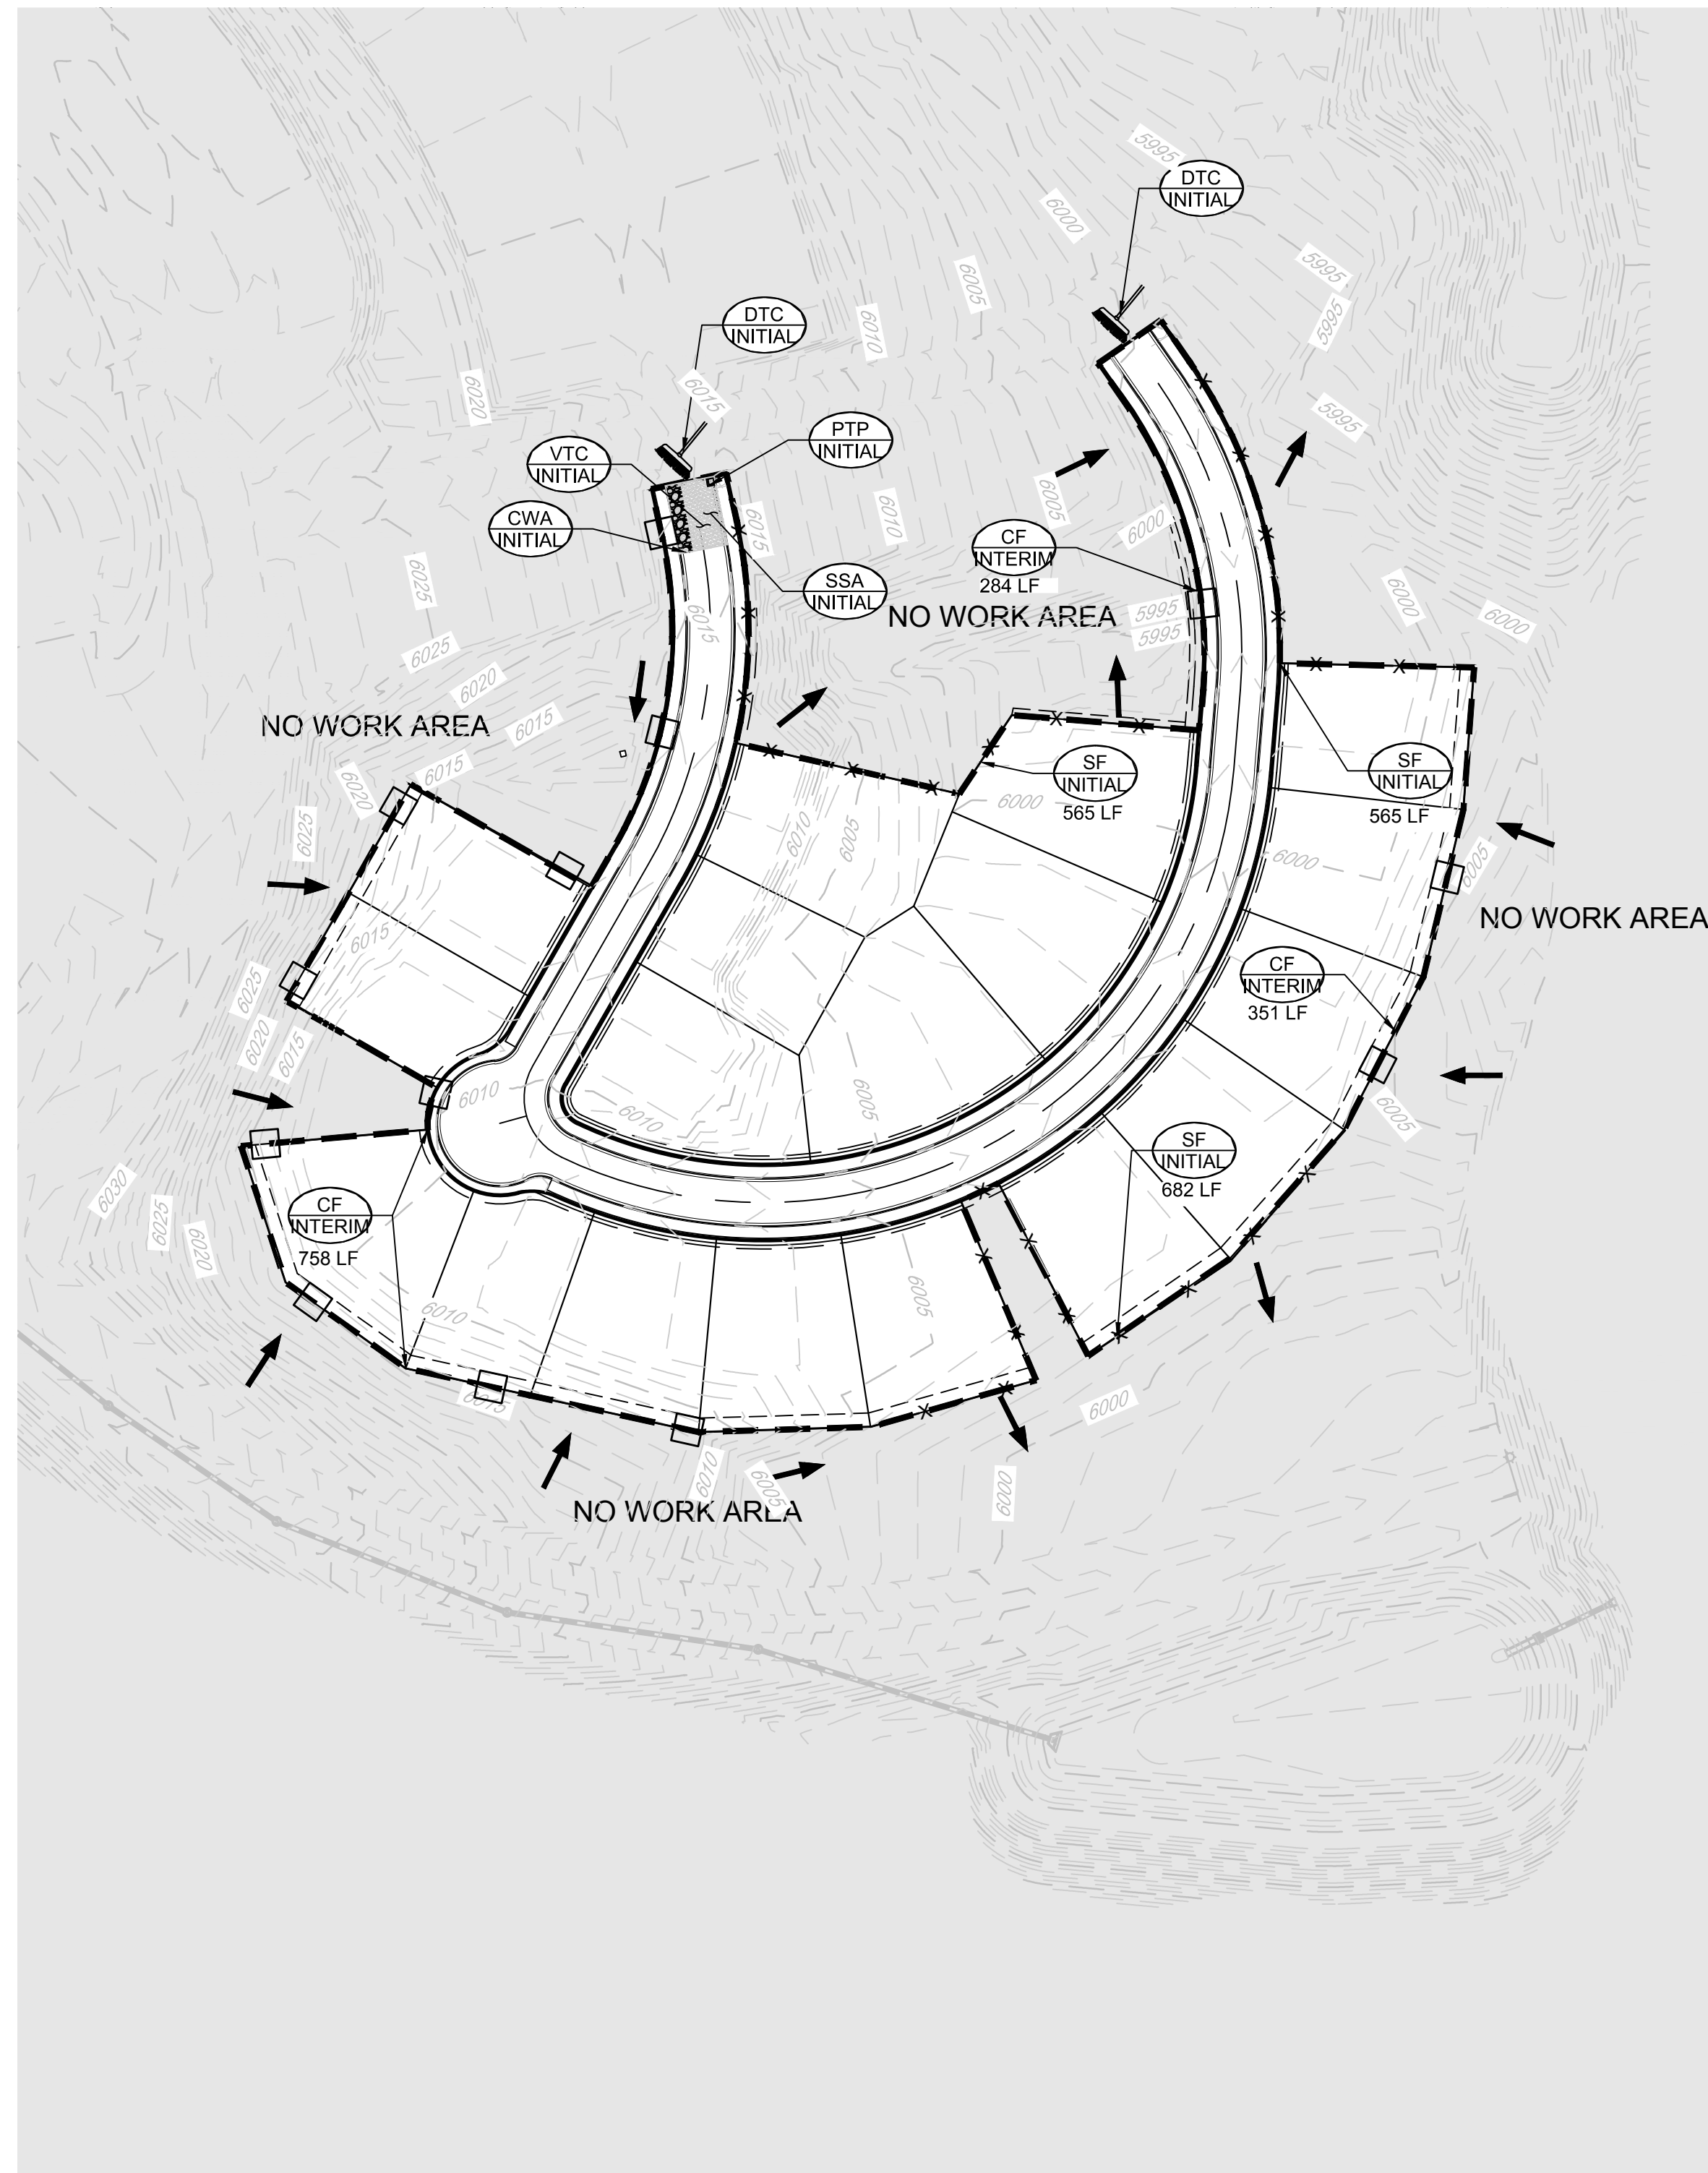 5995
DTC
INITIAL
6000
5995
6005
5995
DTC
INITIAL
6010
6020
6015
5995
PTP
INITIAL
VTC
INITIAL
6005
CWA
INITIAL
6015
6010
6000
CF
INTERIM
284 LF
NO WORK AREA
SSA
INITIAL
6025
6000
6000
5995
5995
6015
6025
6020
6015
NO WORK AREA
6015
6020
SF
INITIAL
565 LF
SF
INITIAL
565 LF
6000
6025
6010
6005
6000
6005
NO WORK AREA
6015
CF
INTERIM
351 LF
6025
6020
6015
6010
6010
6005
6005
SF
INITIAL
682 LF
6030
6025
6020
CF
INTERIM
758 LF
6010
6005
6015
6000
6010
6005
6000
NO WORK AREA